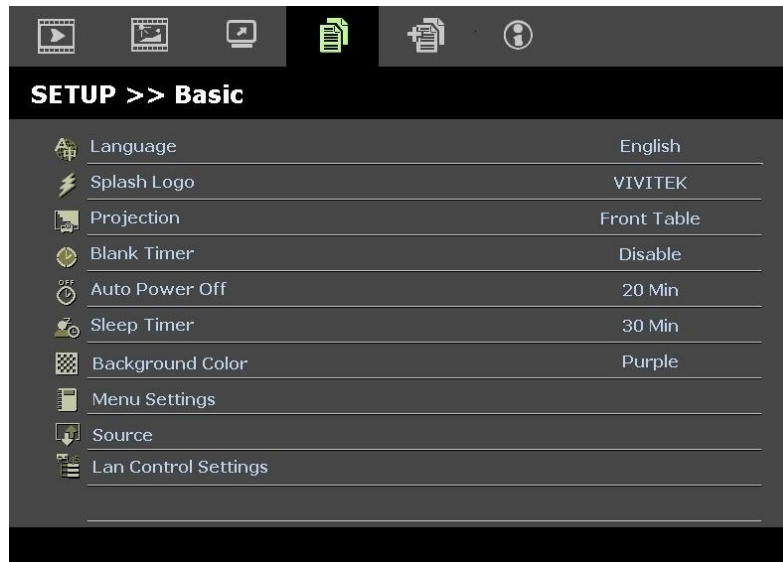 SETUP >> Basic
Language English
Splash Logo VIVITEK
Projection Front Table
Blank Timer Disable
OFF
Auto Power Off 20 Min
Sleep Timer 30 Min
Background Color Purple
Menu Settings
Source
Lan Control Settings